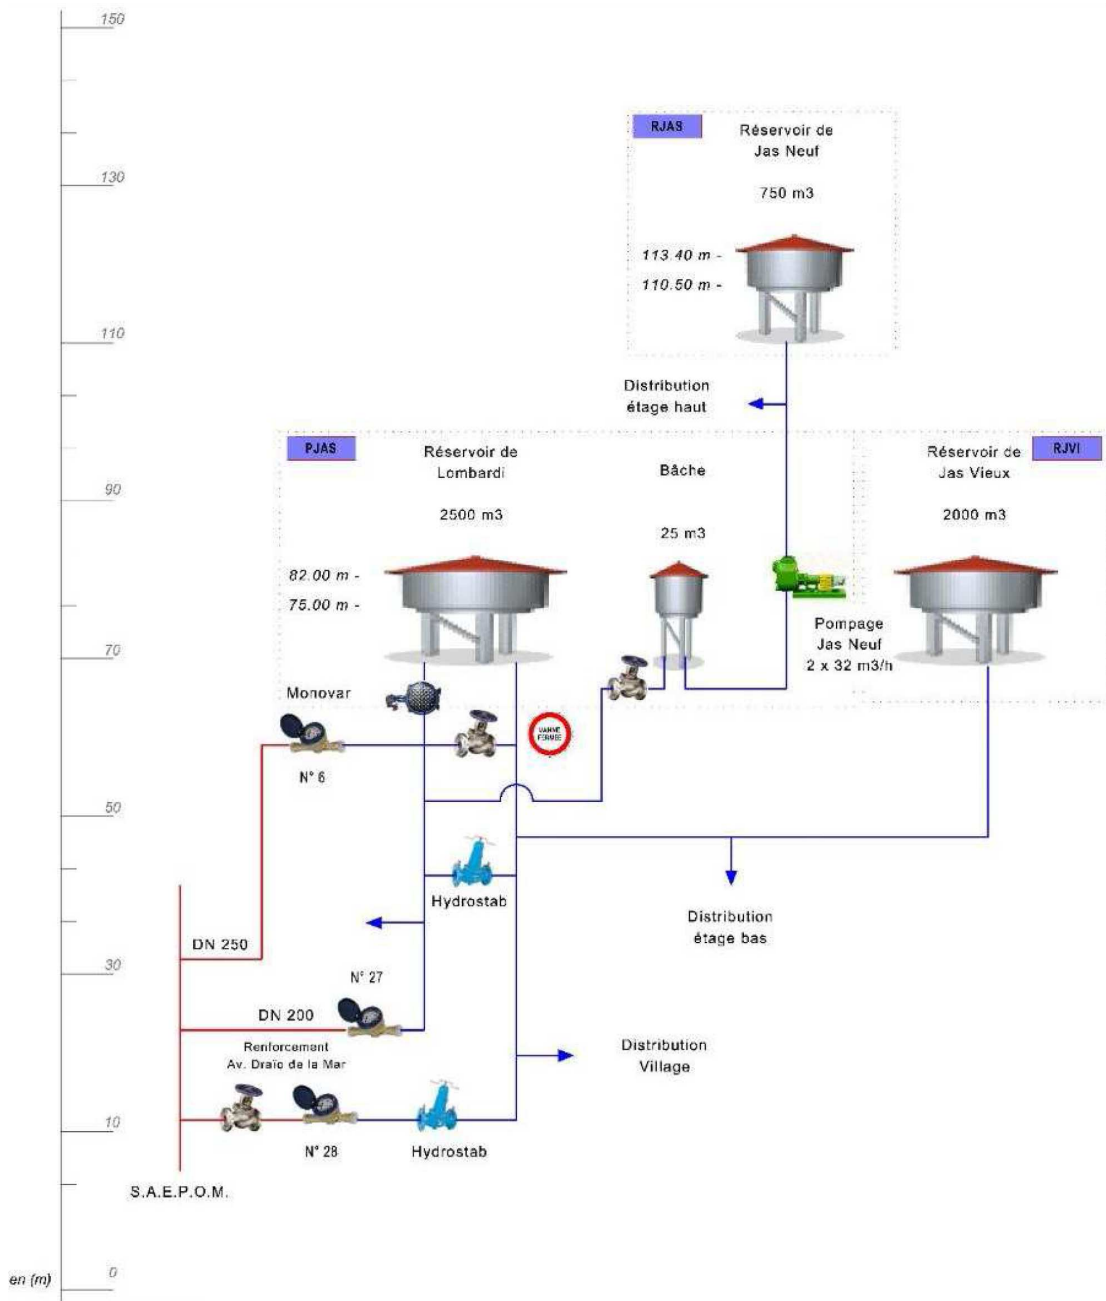 150
130
110
90
70
50
30
10
0
en (m)
RJAS
Réservoir de
Jas Neuf
750 m3
113.40 m -
110.50 m -
Distribution
étage haut
PJAS
Réservoir de
Lombardi
2500 m3
82.00 m -
75.00 m -
Bâche
25 m3
Réservoir de
Jas Vieux
RJVI
2000 m3
Pompage
Jas Neuf
2 x 32 m3/h
Monovar
N° 6
VANNE
FERMEE
Hydrostab
Distribution
étage bas
DN 250
N° 27
DN 200
Renforcement
Av. Draïo de la Mar
Distribution
Village
N° 28
Hydrostab
S.A.E.P.O.M.